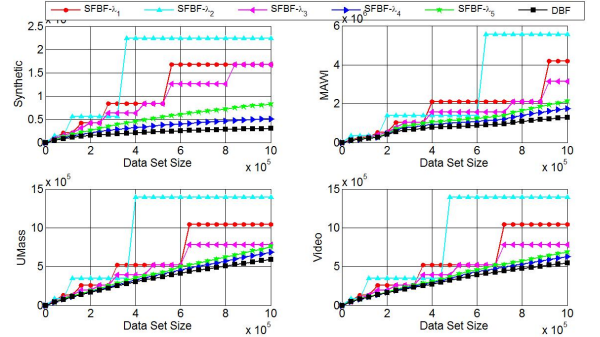 SFBF-λ1 SFBF-λ2 SFBF-λ3 SFBF-λ4 SFBF-λ5 DBF
2.5
2
1.5
1
0.5
0
Synthetic
0 2 4 6 8 10
Data Set Size
x 10^5
6
4
2
0
MAWI
0 2 4 6 8 10
Data Set Size
x 10^5
15 x 10^5
10
5
0
UMass
0 2 4 6 8 10
Data Set Size
x 10^5
15 x 10^5
10
5
0
Video
0 2 4 6 8 10
Data Set Size
x 10^5